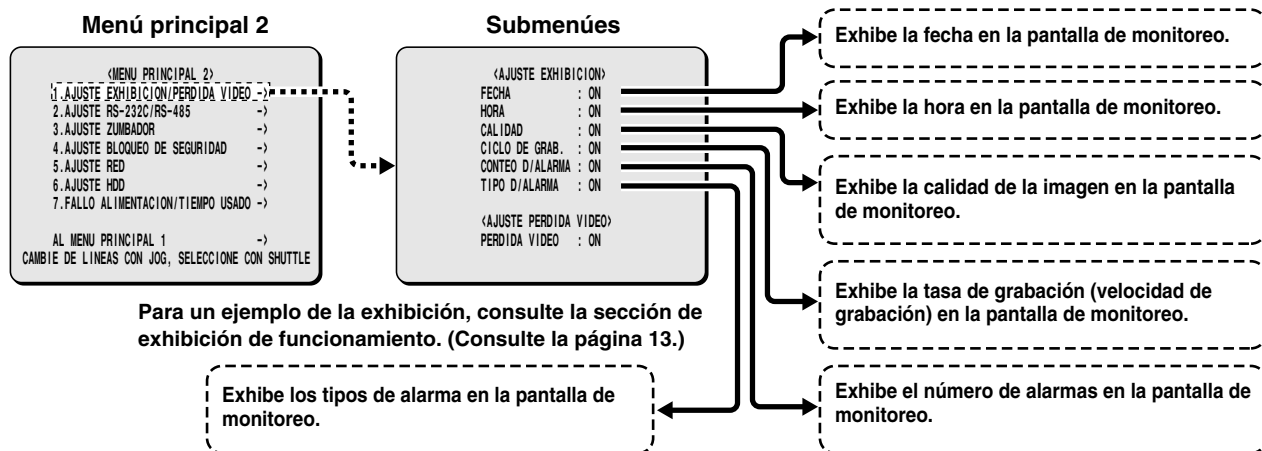 Menú principal 2
<MENU PRINCIPAL 2>
1.AJUSTE EXHIBICION/PERDIDA VIDEO ->
2.AJUSTE RS-232C/RS-485 ->
3.AJUSTE ZUMBADOR ->
4.AJUSTE BLOQUEO DE SEGURIDAD ->
5.AJUSTE RED ->
6.AJUSTE HDD ->
7.FALLO ALIMENTACION/TIEMPO USADO ->
AL MENU PRINCIPAL 1 ->
CAMBIE DE LINEAS CON JOG, SELECCIONE CON SHUTTLE
Submenúes
<AJUSTE EXHIBICION>
FECHA : ON
HORA : ON
CALIDAD : ON
CICLO DE GRAB. : ON
CONTEO D/ALARMA : ON
TIPO D/ALARMA : ON
<AJUSTE PERDIDA VIDEO>
PERDIDA VIDEO : ON
Exhibe la fecha en la pantalla de monitoreo.
Exhibe la hora en la pantalla de monitoreo.
Exhibe la calidad de la imagen en la pantalla
de monitoreo.
Exhibe la tasa de grabación (velocidad de
grabación) en la pantalla de monitoreo.
Exhibe el número de alarmas en la pantalla de
monitoreo.
Para un ejemplo de la exhibición, consulte la sección de
exhibición de funcionamiento. (Consulte la página 13.)
Exhibe los tipos de alarma en la pantalla de
monitoreo.